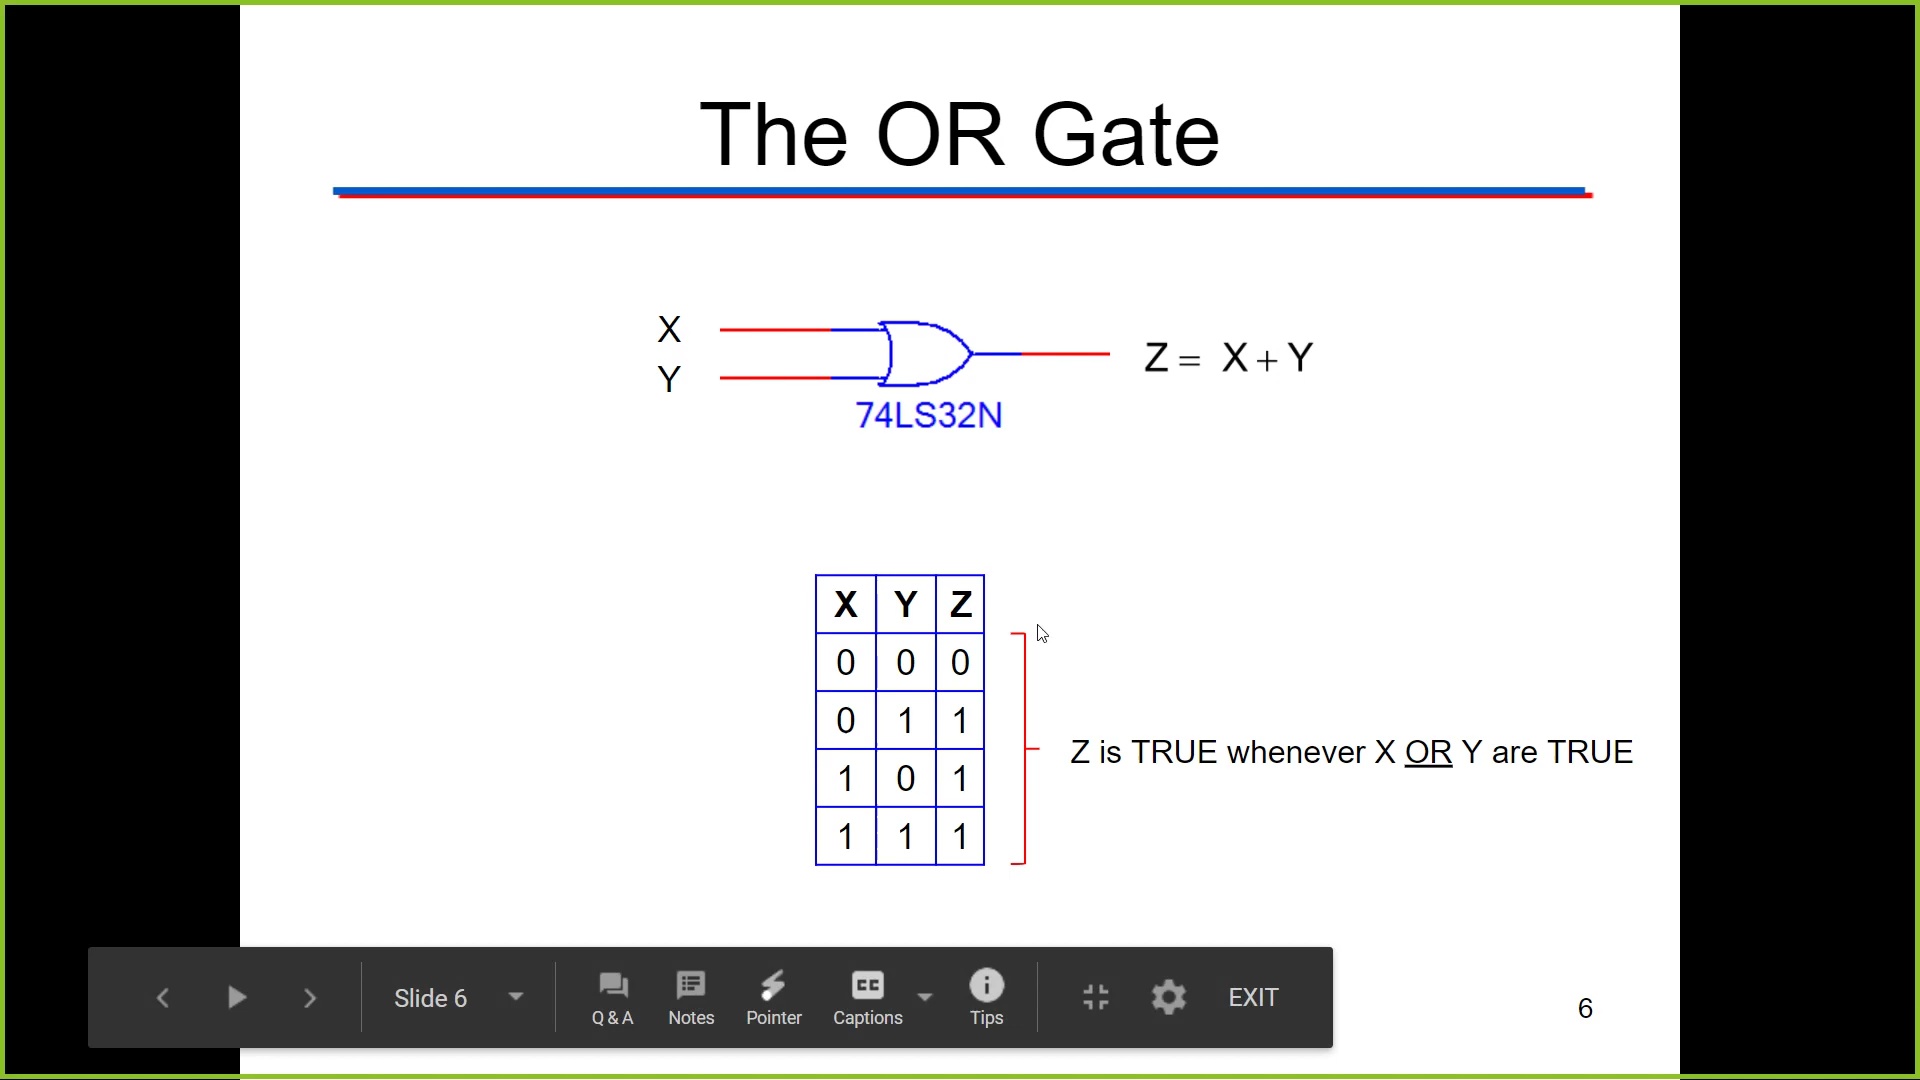 The OR Gate
X
Y
Z = X + Y
74LS32N
X Y Z
0 0 0
0 1 1
1 0 1
1 1 1
Z is TRUE whenever X OR Y are TRUE
Slide 6
Q & A
Notes
Pointer
CC
Captions
Tips
EXIT
6